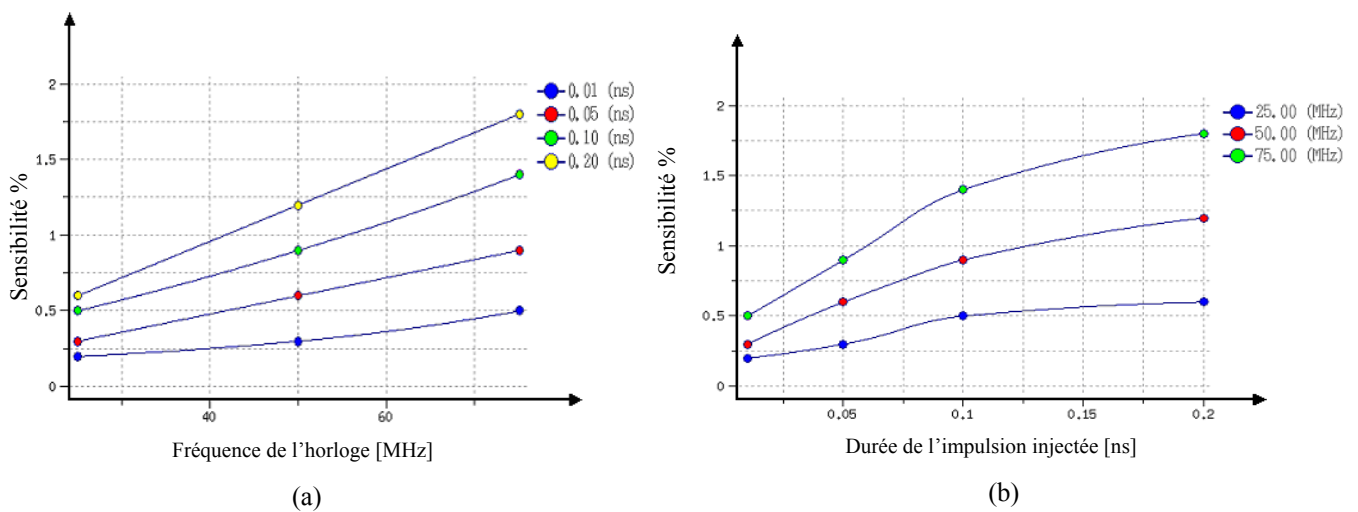 Sensibilité %
2
1.5
1
0.5
0
40
60
0.01 (ns)
0.05 (ns)
0.10 (ns)
0.20 (ns)
Fréquence de l’horloge [MHz]
(a)
Sensibilité %
2
1.5
1
0.5
0
0.05
0.1
0.15
0.2
25.00 (MHz)
50.00 (MHz)
75.00 (MHz)
Durée de l’impulsion injectée [ns]
(b)